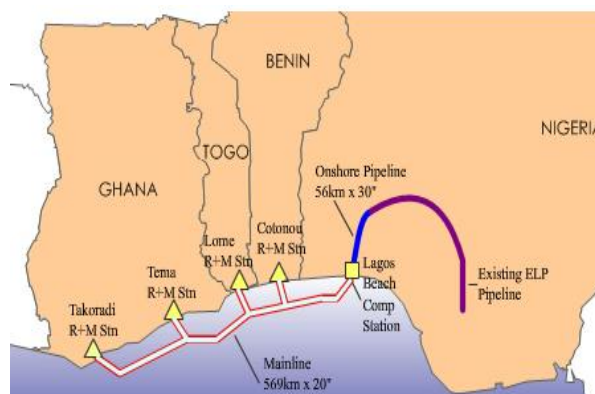 BENIN
NIGERIA
TOGO
GHANA
Onshore Pipeline
56km x 30"
Lome
R+M Stn
Cotonou
R+M Stn
Tema
R+M Stn
Lagos
Beach
Comp
Station
Existing ELP
Pipeline
Takoradi
R+M Stn
Mainline
569km x 20"